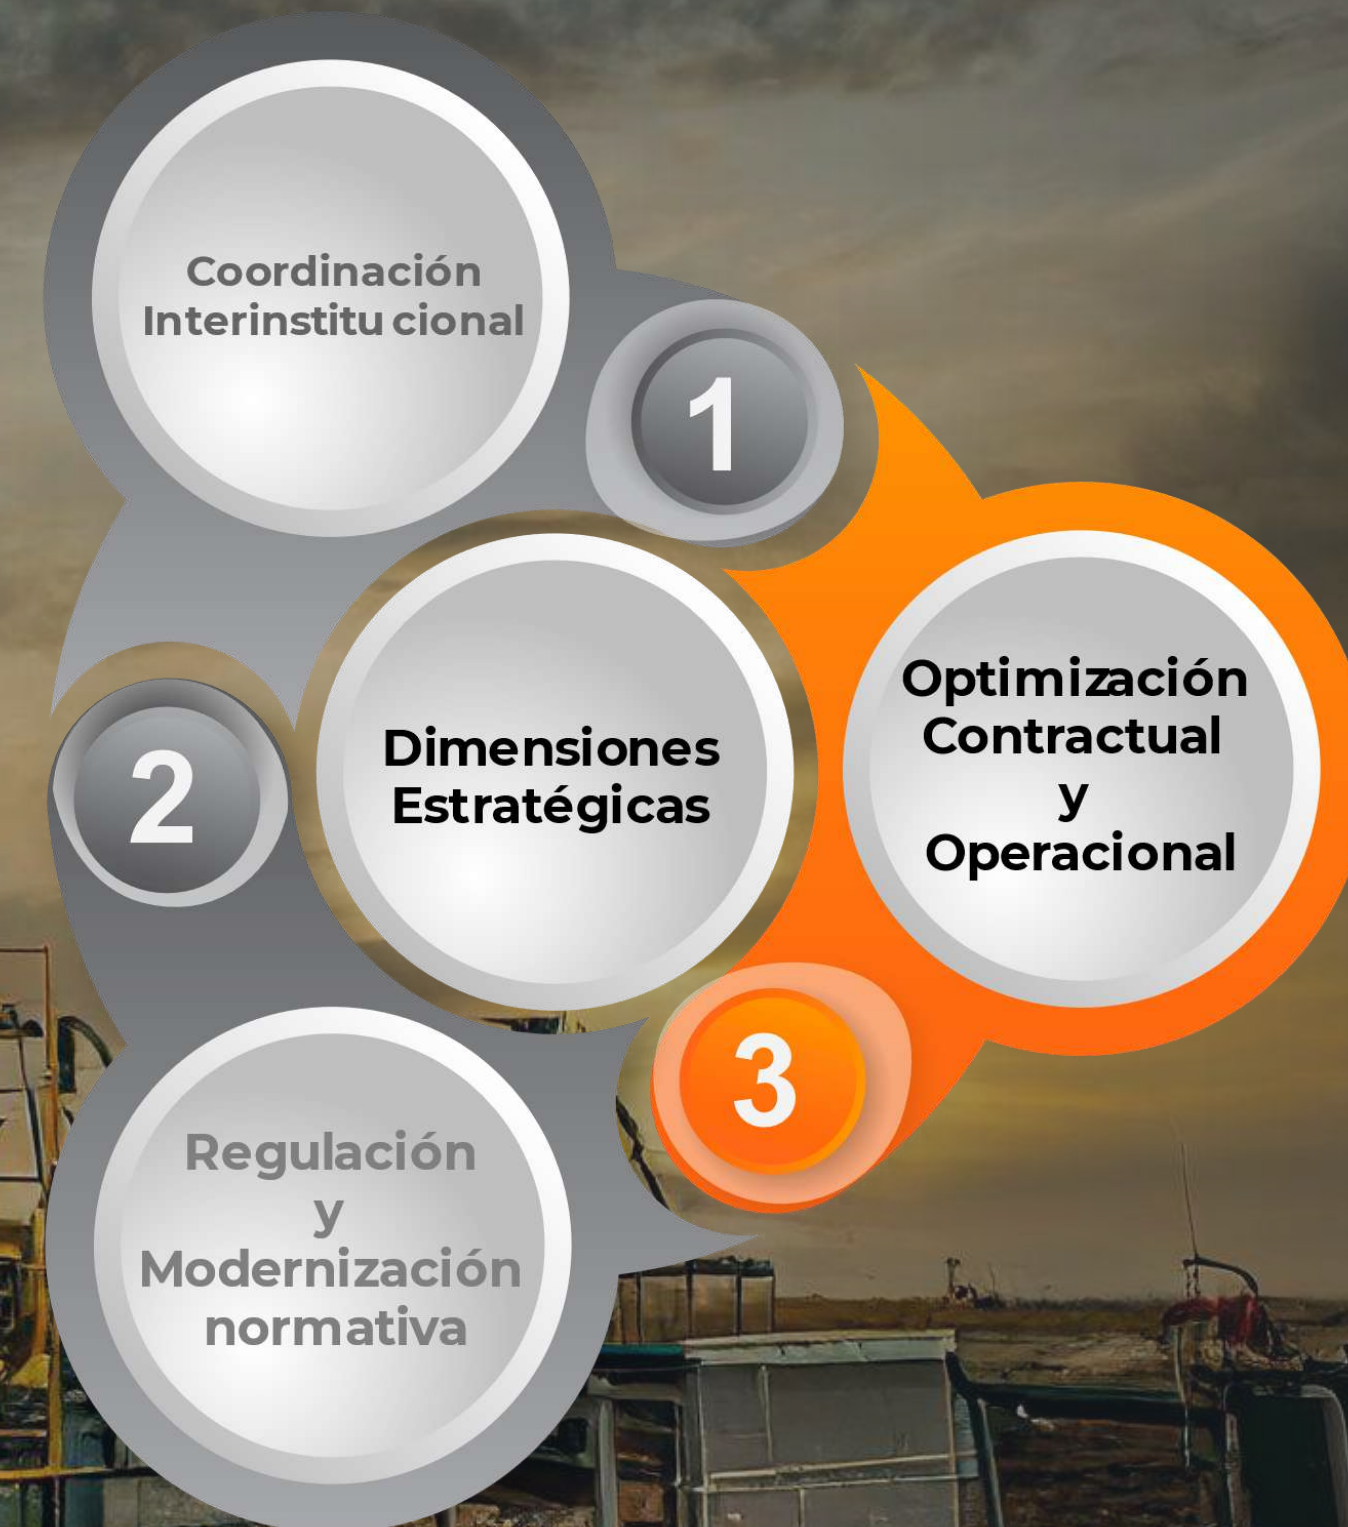 Coordinación
Interinstitu cional
1
Optimización
Contractual
y
Operacional
Dimensiones
Estratégicas
2
3
Regulación
y
Modernización
normativa